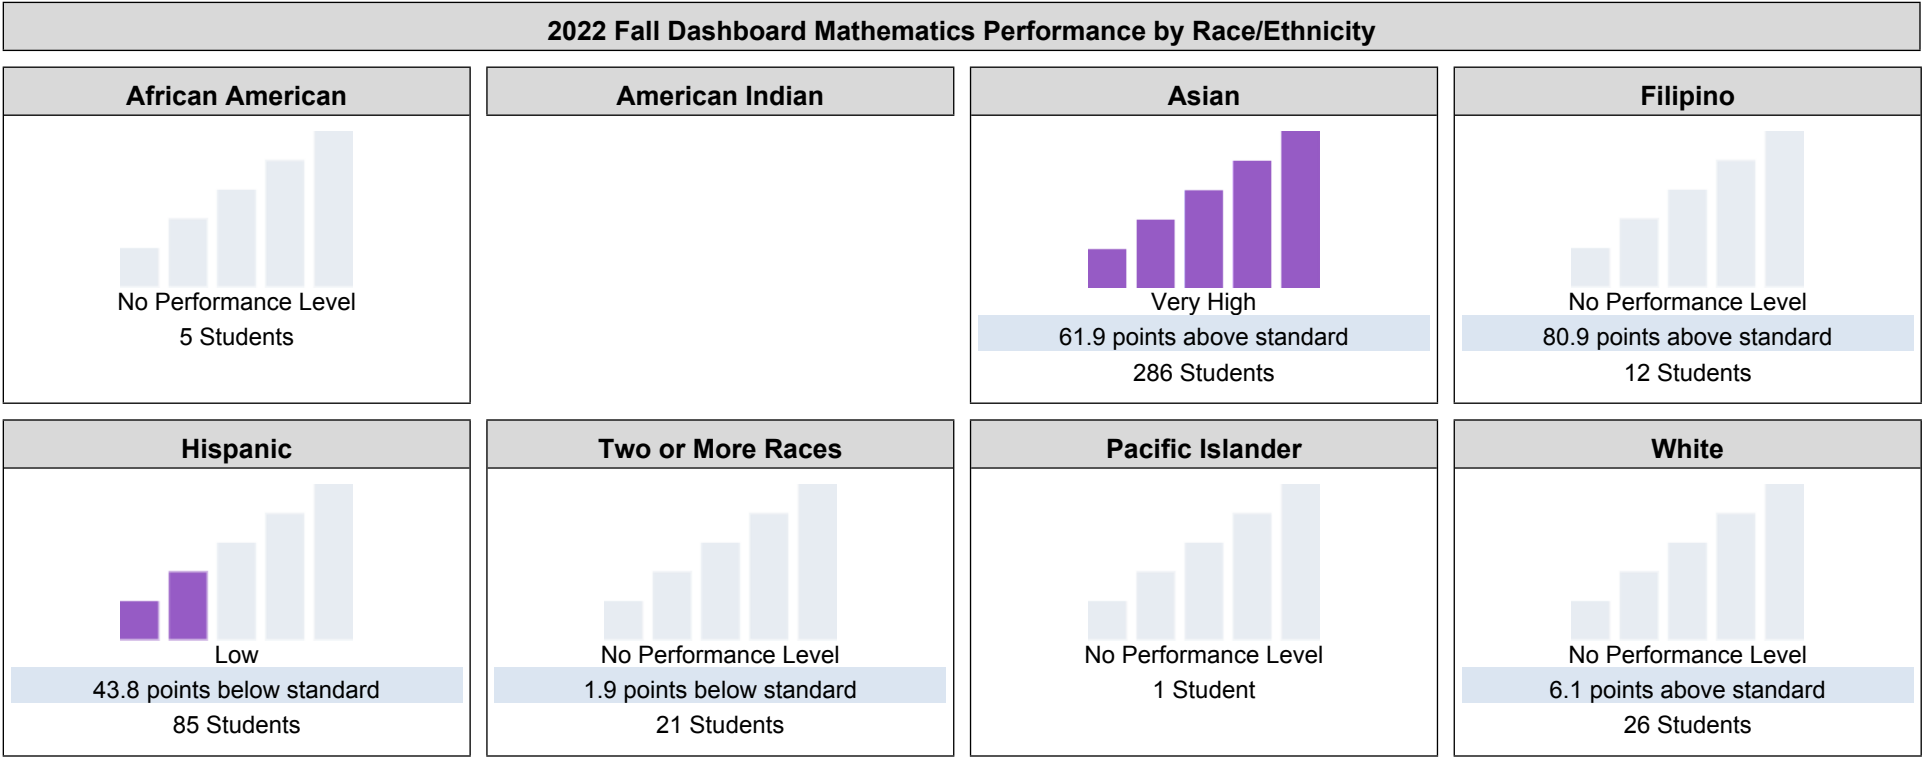 2022 Fall Dashboard Mathematics Performance by Race/Ethnicity
African American
No Performance Level
5 Students
American Indian
Asian
Very High
61.9 points above standard
286 Students
Filipino
No Performance Level
80.9 points above standard
12 Students
Hispanic
Low
43.8 points below standard
85 Students
Two or More Races
No Performance Level
1.9 points below standard
21 Students
Pacific Islander
No Performance Level
1 Student
White
No Performance Level
6.1 points above standard
26 Students